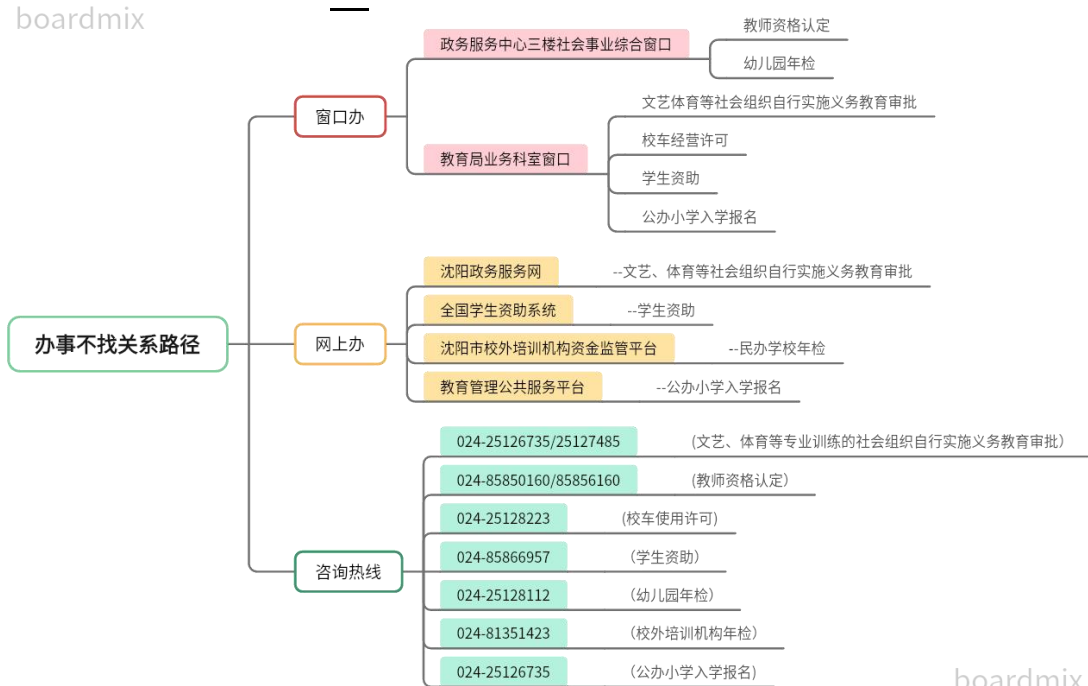 boardmix
办事不找关系路径
窗口办
政务服务中心三楼社会事业综合窗口
教师资格认定
幼儿园年检
教育局业务科室窗口
文艺体育等社会组织自行实施义务教育审批
校车经营许可
学生资助
公办小学入学报名
网上办
沈阳政务服务网 --文艺、体育等社会组织自行实施义务教育审批
全国学生资助系统 --学生资助
沈阳市校外培训机构资金监管平台 --民办学校年检
教育管理公共服务平台 --公办小学入学报名
咨询热线
024-25126735/25127485 (文艺、体育等专业训练的社会组织自行实施义务教育审批）
024-85850160/85856160 (教师资格认定）
024-25128223 (校车使用许可)
024-85866957 （学生资助）
024-25128112 （幼儿园年检）
024-81351423 （校外培训机构年检）
024-25126735 （公办小学入学报名)
boardmix